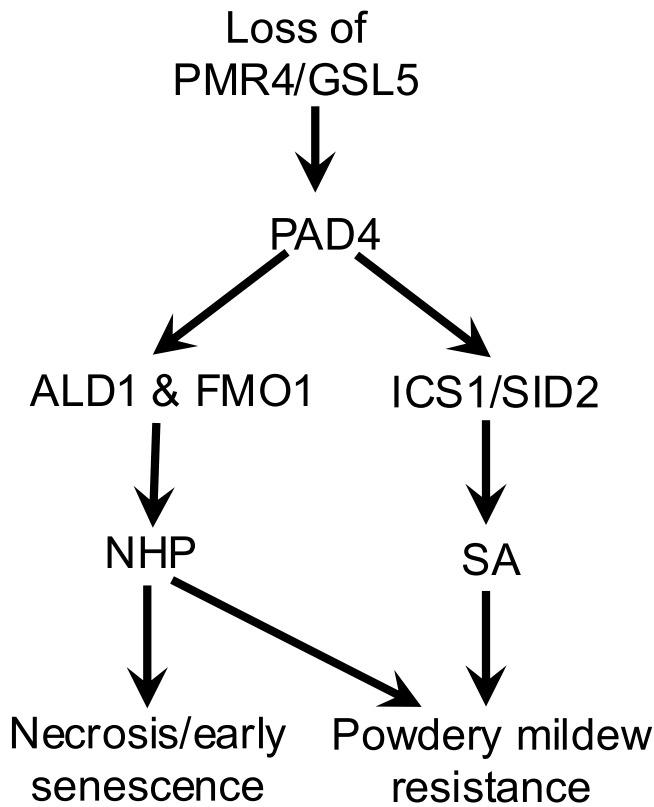 Loss of
PMR4/GSL5
PAD4
ALD1 & FMO1
ICS1/SID2
NHP
SA
Necrosis/early
senescence
Powdery mildew
resistance